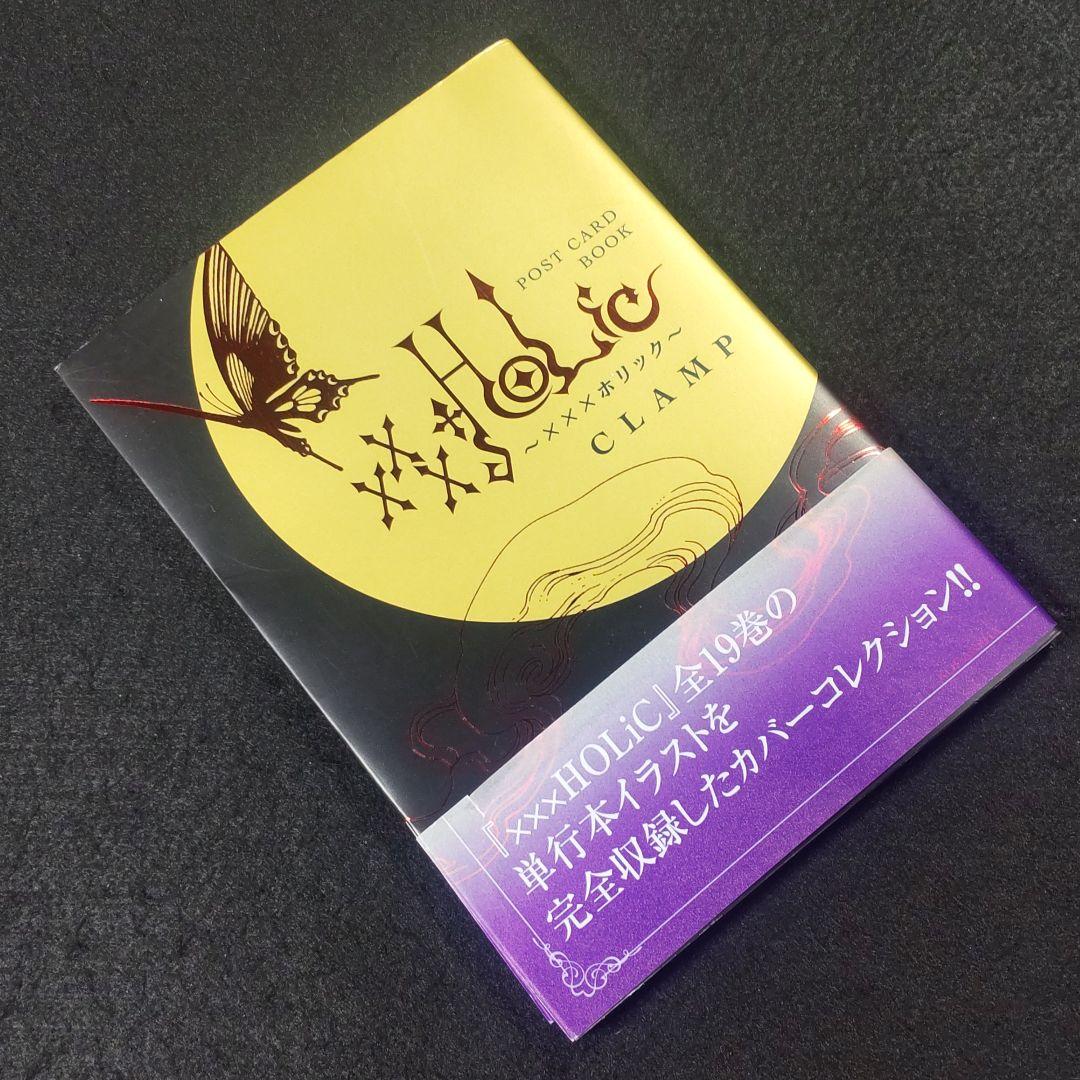 POST CARD
BOOK
×××HOLiC
～×××ホリック～
CLAMP
『×××HOLiC』全19巻の
単行本イラストを
完全収録したカバーコレクション!!